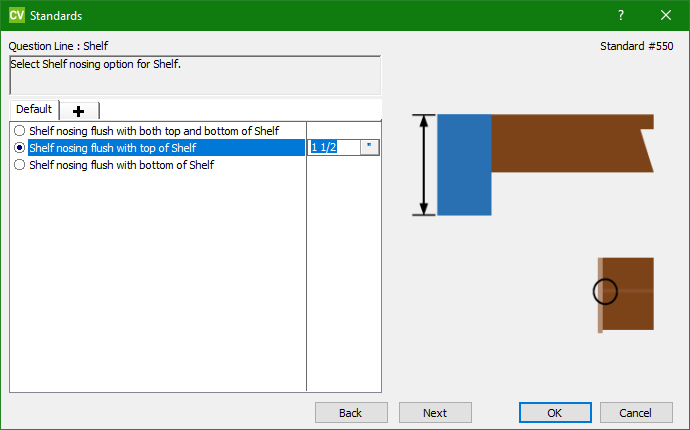 CV Standards ?
Question Line : Shelf
Standard #550
Select Shelf nosing option for Shelf.
Default
Shelf nosing flush with both top and bottom of Shelf
Shelf nosing flush with top of Shelf 1 1/2 "
Shelf nosing flush with bottom of Shelf
Back Next OK Cancel